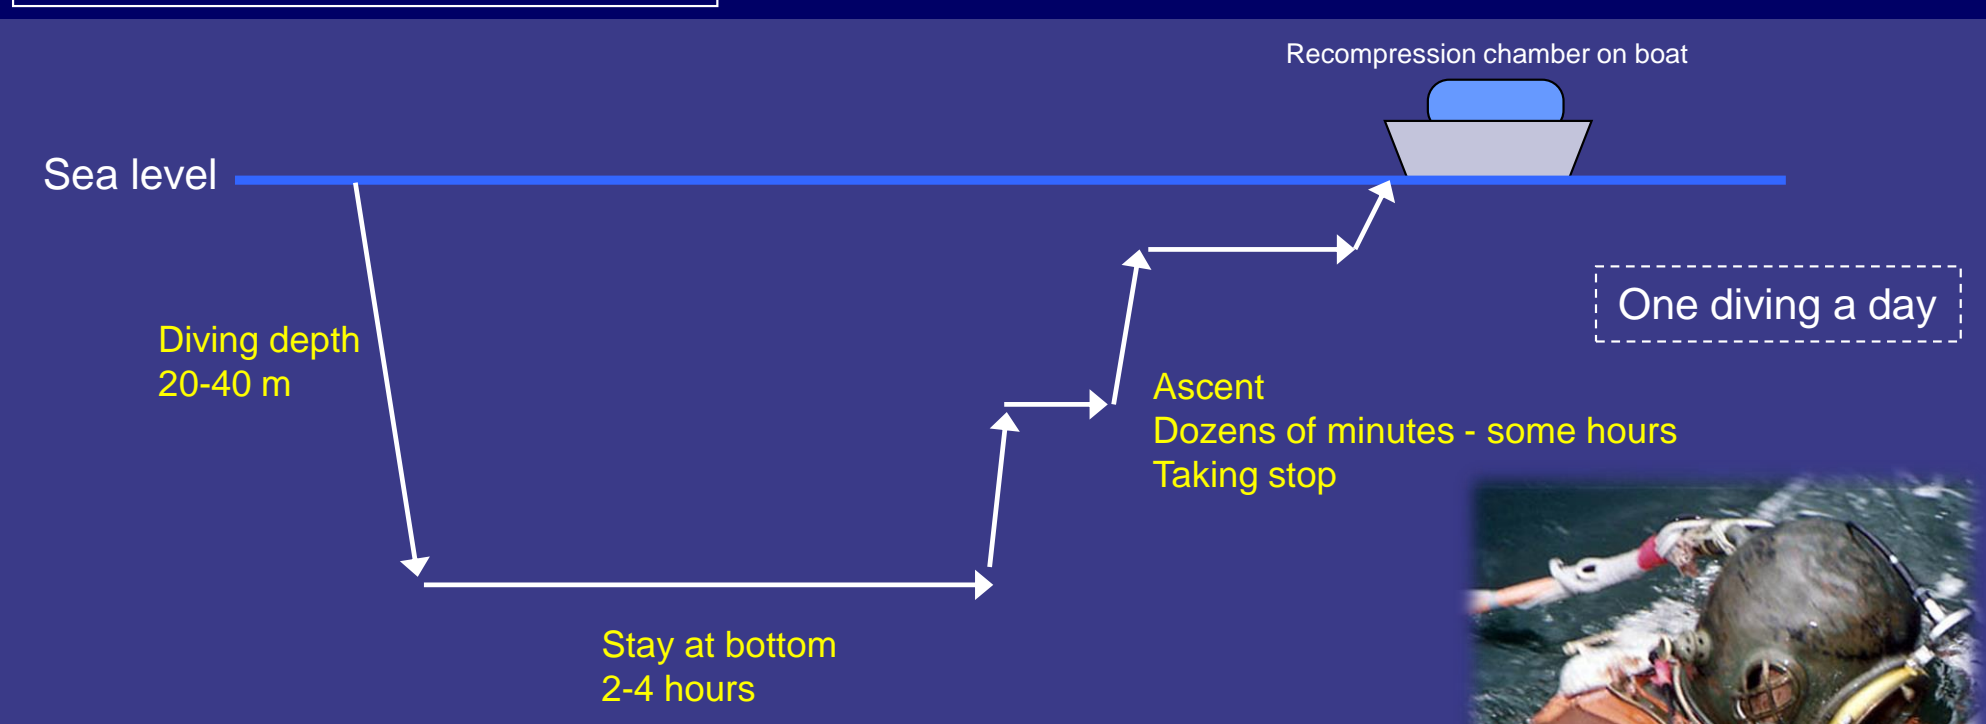 Recompression chamber on boat
Sea level
One diving a day
Diving depth
20-40 m
Ascent
Dozens of minutes - some hours
Taking stop
Stay at bottom
2-4 hours